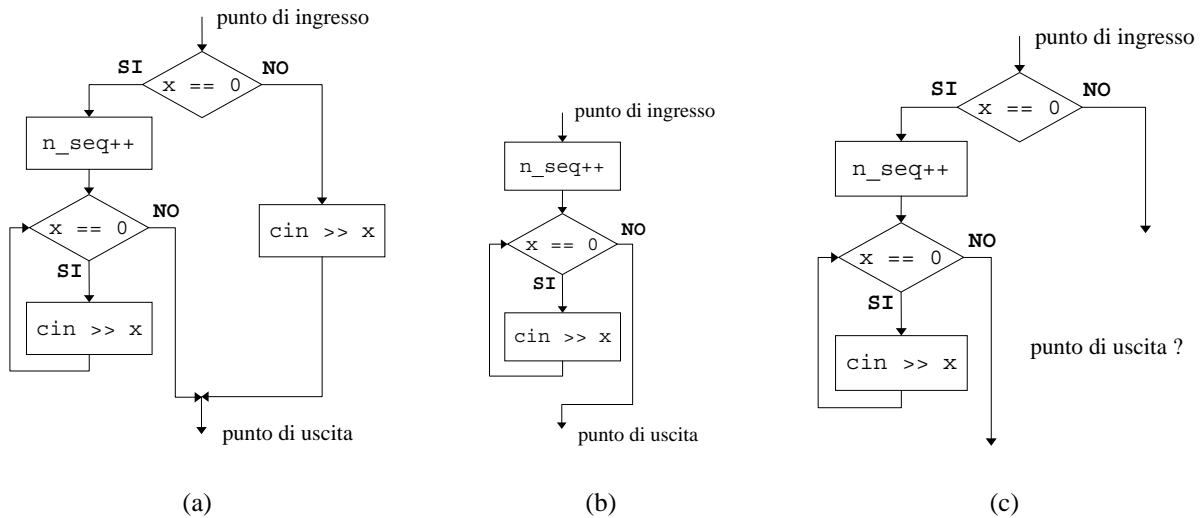 punto di ingresso
SI
NO
x == 0
n_seq++
x == 0
NO
SI
cin >> x
cin >> x
punto di uscita
(a)
punto di ingresso
n_seq++
x == 0
NO
SI
cin >> x
punto di uscita
(b)
punto di ingresso
SI
NO
x == 0
n_seq++
x == 0
NO
SI
cin >> x
punto di uscita ?
(c)